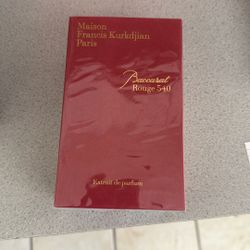 Maison
Francis Kurkdjian
Paris
Baccarat
Rouge 540
Extrait de parfum